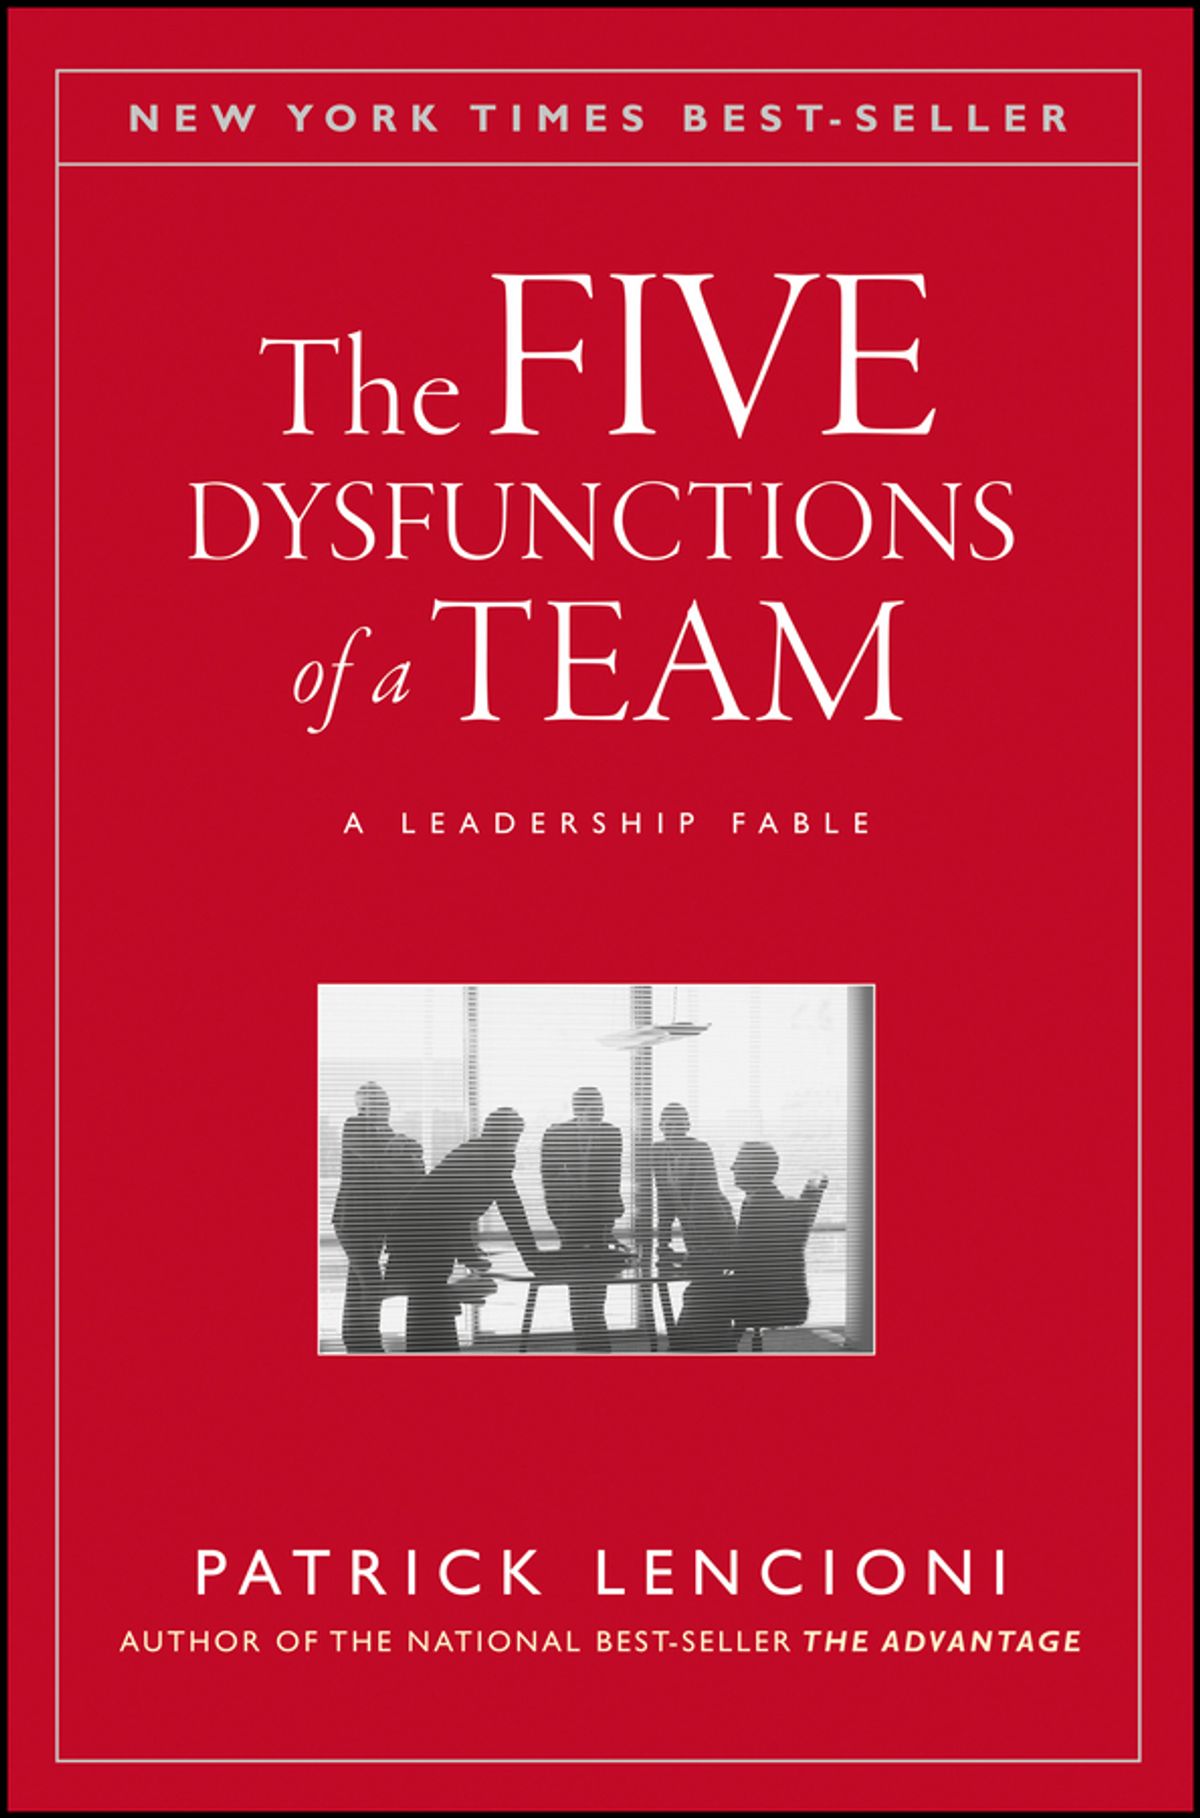 NEW YORK TIMES BEST-SELLER
The FIVE
DYSFUNCTIONS
of a TEAM
A LEADERSHIP FABLE
PATRICK LENCIONI
AUTHOR OF THE NATIONAL BEST-SELLER THE ADVANTAGE